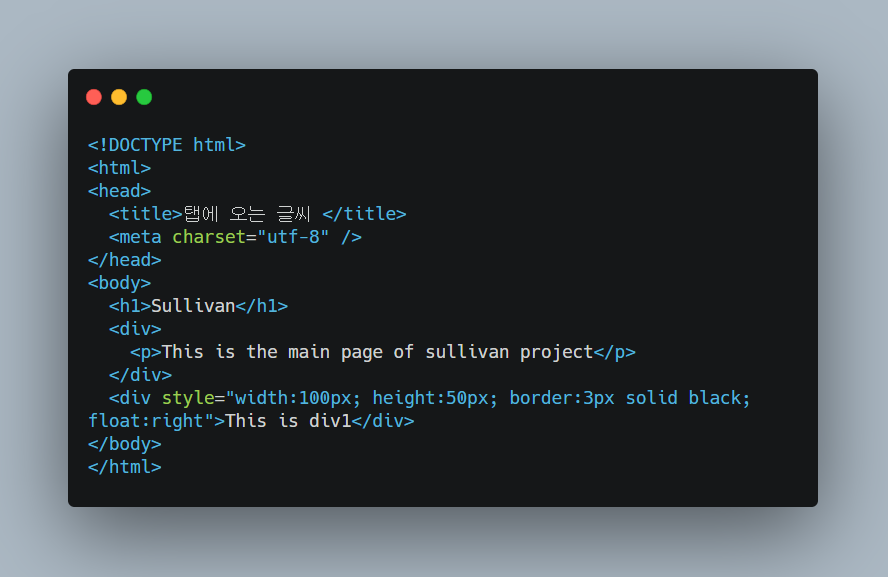 <!DOCTYPE html>
<html>
<head>
  <title>탭에 오는 글씨 </title>
  <meta charset="utf-8" />
</head>
<body>
  <h1>Sullivan</h1>
  <div>
    <p>This is the main page of sullivan project</p>
  </div>
  <div style="width:100px; height:50px; border:3px solid black;
float:right">This is div1</div>
</body>
</html>